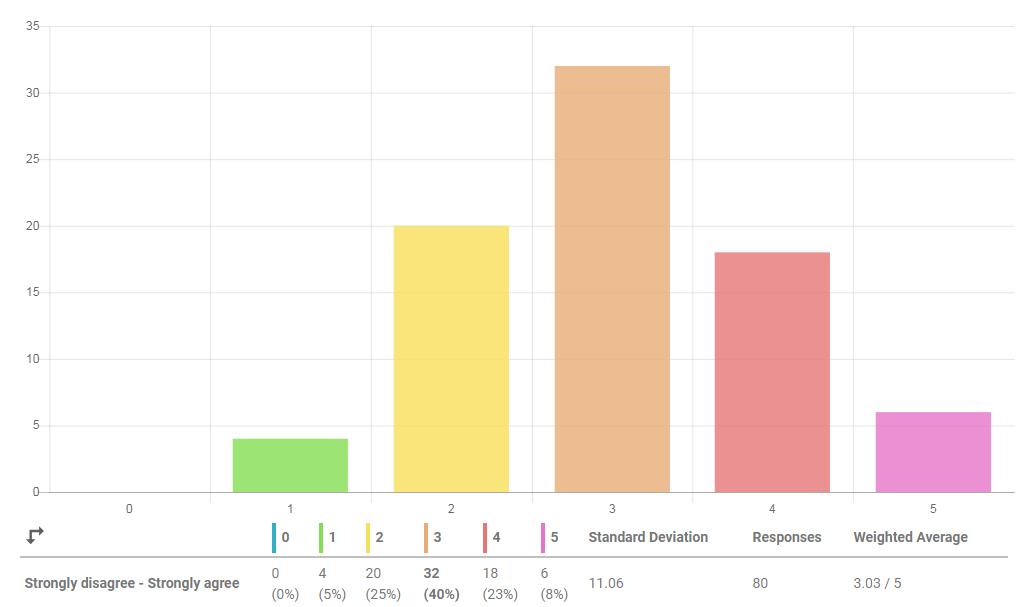 35
30
25
20
15
10
5
0
0 1 2 3 4 5
0 1 2 3 4 5 Standard Deviation Responses Weighted Average
0 4 20 32 18 6
Strongly disagree - Strongly agree 11.06 80 3.03 / 5
(0%) (5%) (25%) (40%) (23%) (8%)